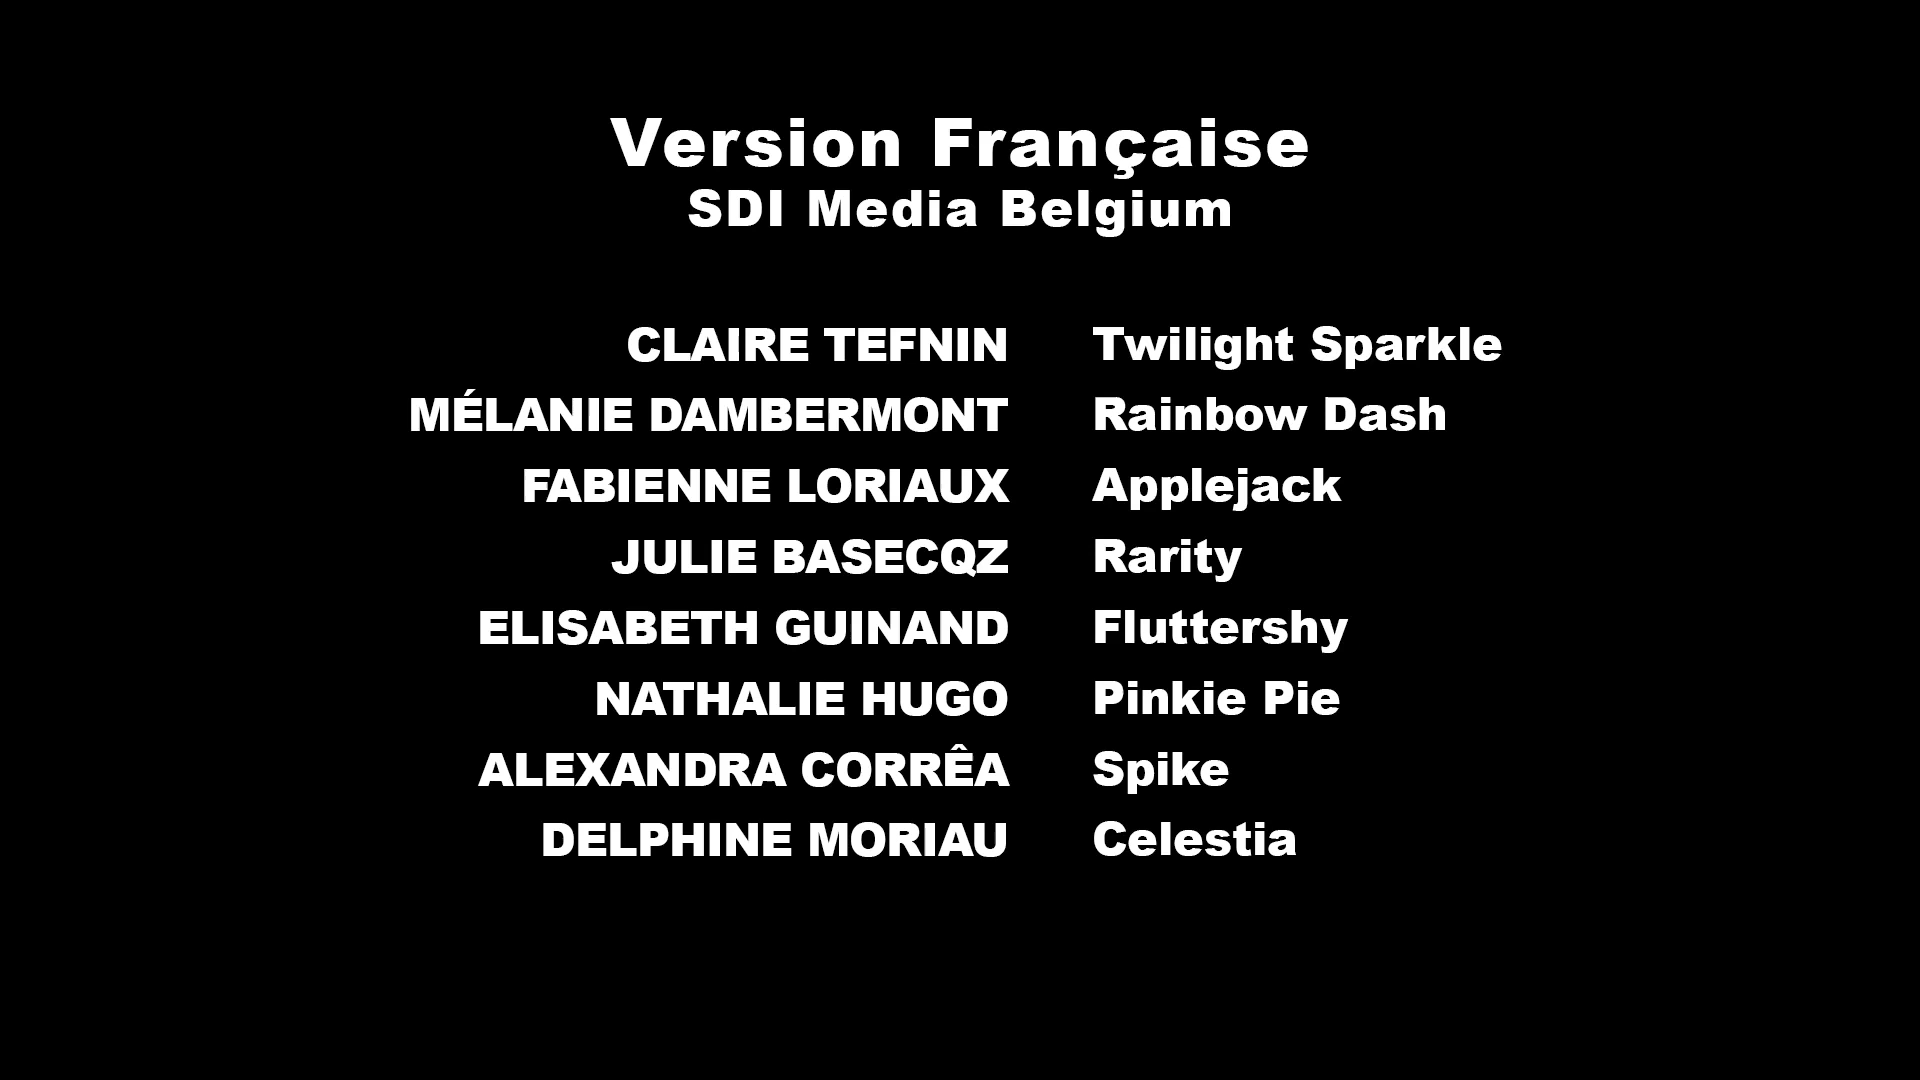 Version Française
SDI Media Belgium
CLAIRE TEFNIN Twilight Sparkle
MÉLANIE DAMBERMONT Rainbow Dash
FABIENNE LORIAUX Applejack
JULIE BASECQZ Rarity
ELISABETH GUINAND Fluttershy
NATHALIE HUGO Pinkie Pie
ALEXANDRA CORRÊA Spike
DELPHINE MORIAU Celestia